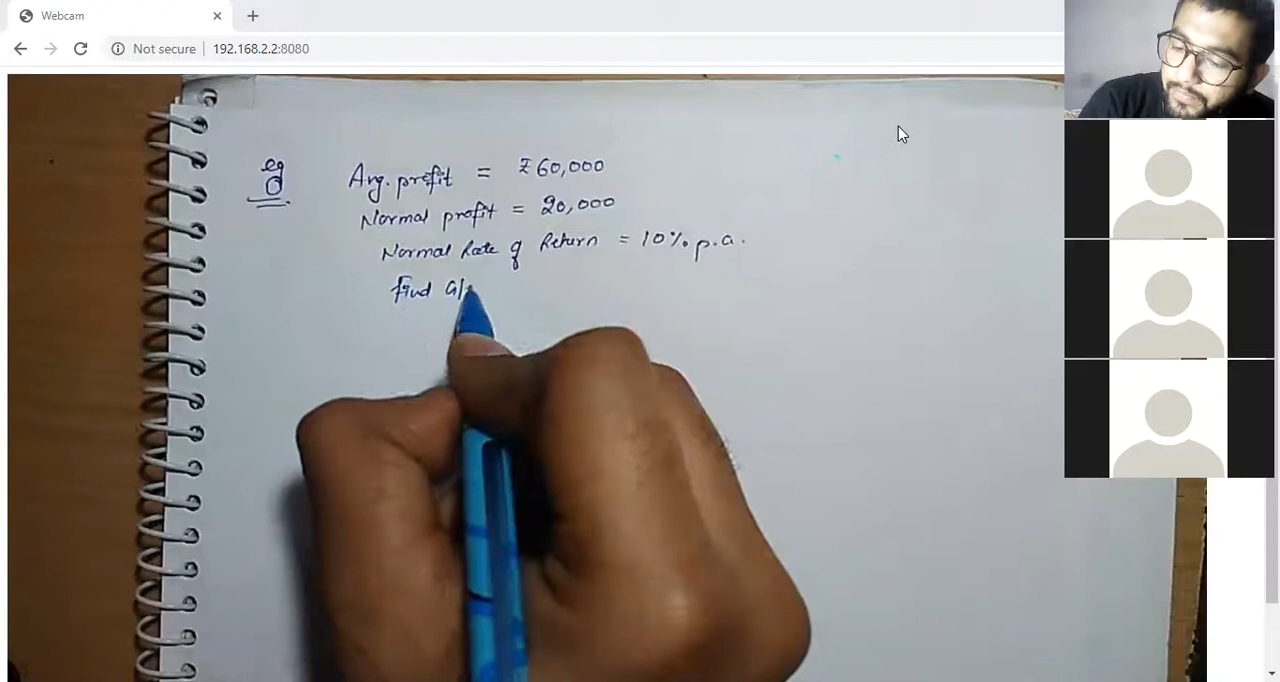 Webcam
Not secure
192.168.2.2:8080
eg
Avg. profit = ₹60,000
Normal profit = 20,000
Normal Rate of Return = 10% p.a.
Find G/